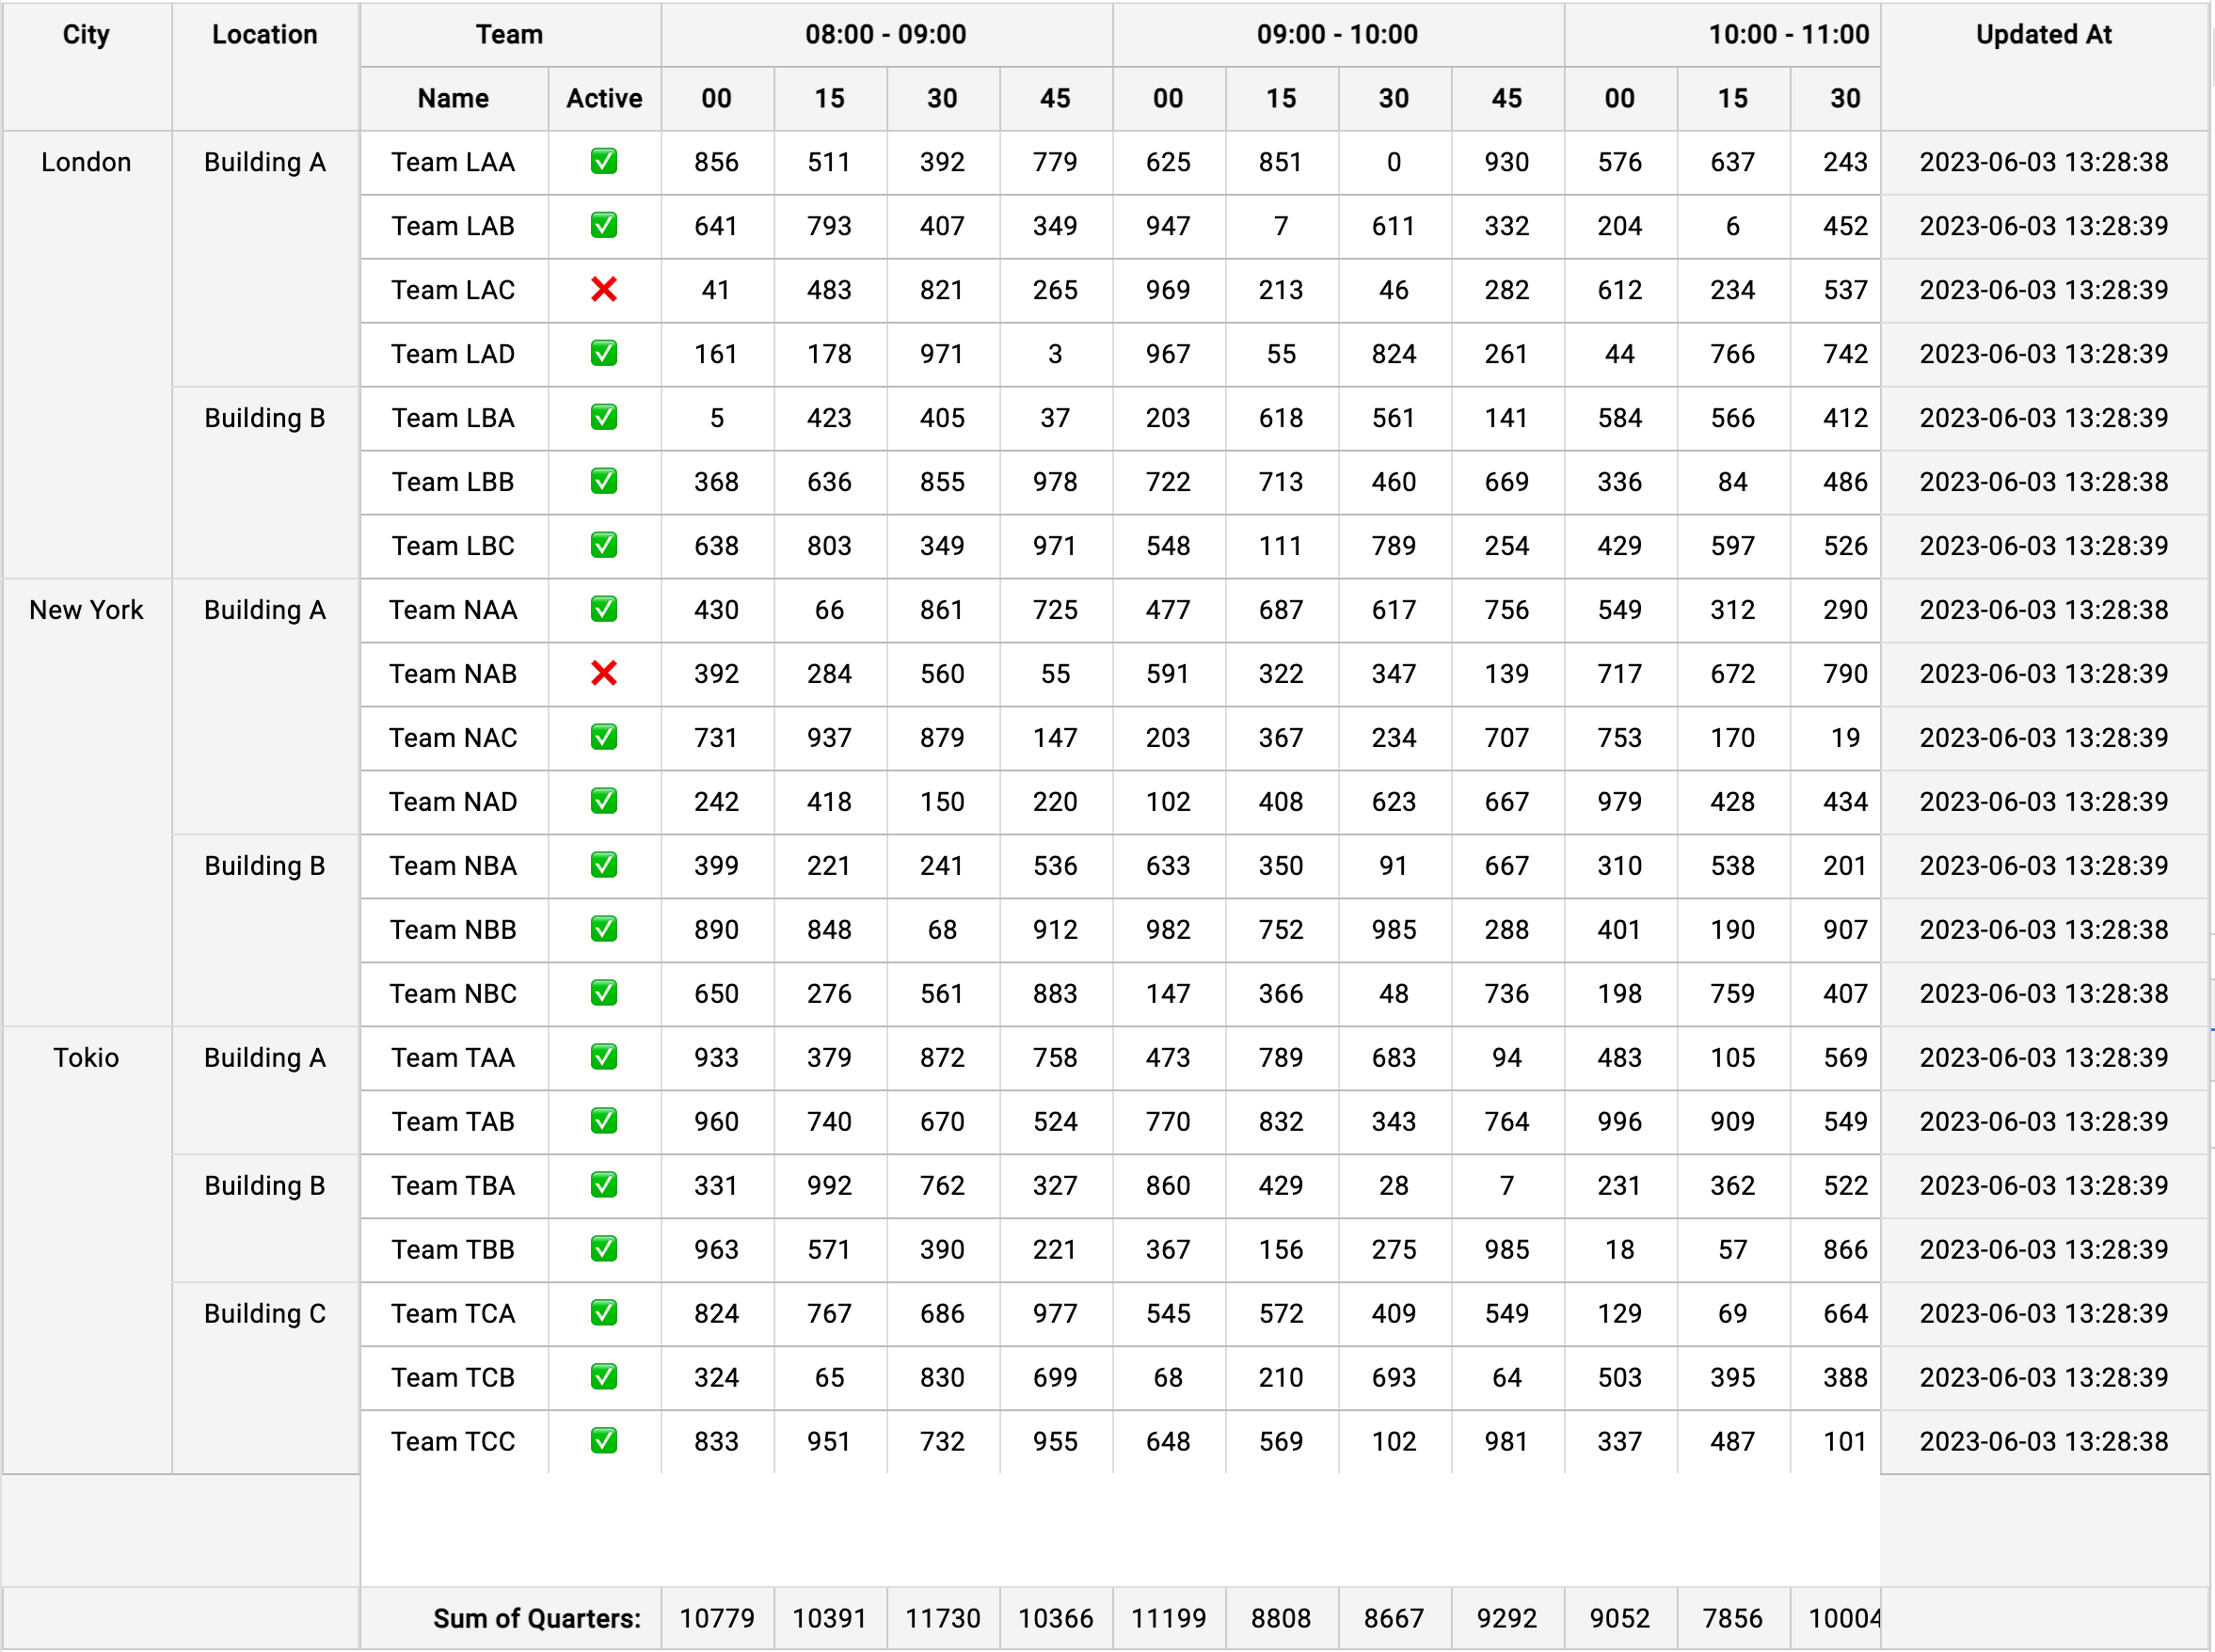 City Location Team 08:00 - 09:00 09:00 - 10:00 10:00 - 11:00 Updated At
Name Active 00 15 30 45 00 15 30 45 00 15 30
London Building A Team LAA ✅ 856 511 392 779 625 851 0 930 576 637 243 2023-06-03 13:28:38
Team LAB ✅ 641 793 407 349 947 7 611 332 204 6 452 2023-06-03 13:28:39
Team LAC ❌ 41 483 821 265 969 213 46 282 612 234 537 2023-06-03 13:28:39
Team LAD ✅ 161 178 971 3 967 55 824 261 44 766 742 2023-06-03 13:28:39
Building B Team LBA ✅ 5 423 405 37 203 618 561 141 584 566 412 2023-06-03 13:28:39
Team LBB ✅ 368 636 855 978 722 713 460 669 336 84 486 2023-06-03 13:28:38
Team LBC ✅ 638 803 349 971 548 111 789 254 429 597 526 2023-06-03 13:28:39
New York Building A Team NAA ✅ 430 66 861 725 477 687 617 756 549 312 290 2023-06-03 13:28:38
Team NAB ❌ 392 284 560 55 591 322 347 139 717 672 790 2023-06-03 13:28:39
Team NAC ✅ 731 937 879 147 203 367 234 707 753 170 19 2023-06-03 13:28:39
Team NAD ✅ 242 418 150 220 102 408 623 667 979 428 434 2023-06-03 13:28:39
Building B Team NBA ✅ 399 221 241 536 633 350 91 667 310 538 201 2023-06-03 13:28:39
Team NBB ✅ 890 848 68 912 982 752 985 288 401 190 907 2023-06-03 13:28:38
Team NBC ✅ 650 276 561 883 147 366 48 736 198 759 407 2023-06-03 13:28:38
Tokio Building A Team TAA ✅ 933 379 872 758 473 789 683 94 483 105 569 2023-06-03 13:28:39
Team TAB ✅ 960 740 670 524 770 832 343 764 996 909 549 2023-06-03 13:28:39
Building B Team TBA ✅ 331 992 762 327 860 429 28 7 231 362 522 2023-06-03 13:28:39
Team TBB ✅ 963 571 390 221 367 156 275 985 18 57 866 2023-06-03 13:28:39
Building C Team TCA ✅ 824 767 686 977 545 572 409 549 129 69 664 2023-06-03 13:28:39
Team TCB ✅ 324 65 830 699 68 210 693 64 503 395 388 2023-06-03 13:28:39
Team TCC ✅ 833 951 732 955 648 569 102 981 337 487 101 2023-06-03 13:28:38
Sum of Quarters: 10779 10391 11730 10366 11199 8808 8667 9292 9052 7856 10004